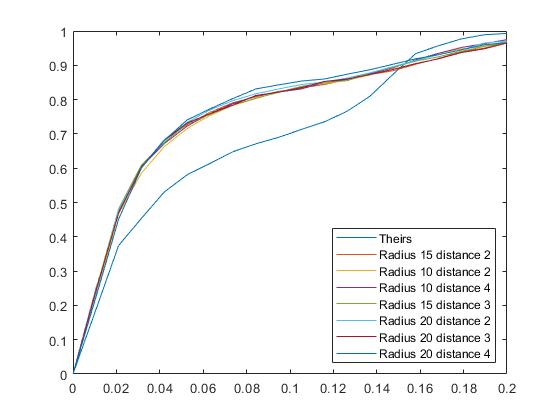 1
0.9
0.8
0.7
0.6
0.5
0.4
0.3
0.2
0.1
0
Theirs
Radius 15 distance 2
Radius 10 distance 2
Radius 10 distance 4
Radius 15 distance 3
Radius 20 distance 2
Radius 20 distance 3
Radius 20 distance 4
0 0.02 0.04 0.06 0.08 0.1 0.12 0.14 0.16 0.18 0.2